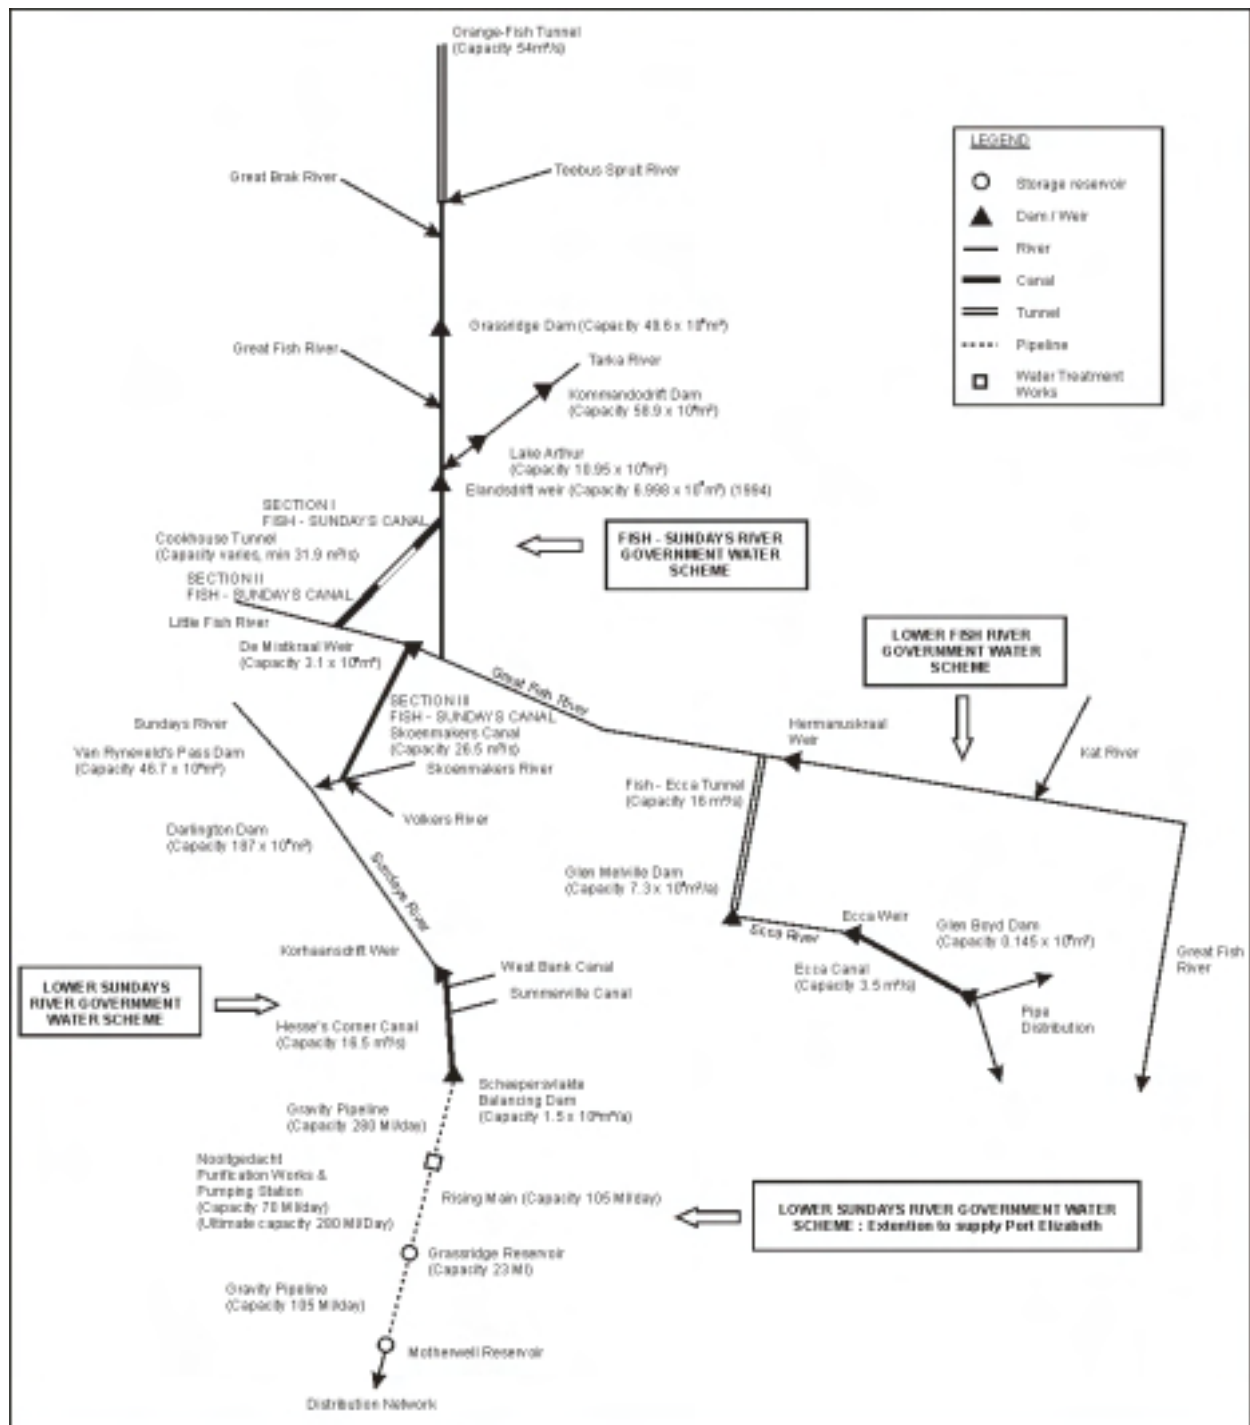 Orange-Fish Tunnel
(Capacity 54m³/s)
Great Brak River
Teebus Spruit River
LEGEND
Storage reservoir
Dam / Weir
River
Canal
Tunnel
Pipeline
Water Treatment
Works
Grassridge Dam (Capacity 49.6 x 10⁶m³)
Great Fish River
Tarka River
Kommandodrift Dam
(Capacity 58.9 x 10⁶m³)
Lake Arthur
(Capacity 10.95 x 10⁶m³)
Elandsdrift weir (Capacity 6.998 x 10⁶m³) (1994)
SECTION I
FISH - SUNDAYS CANAL
Cookhouse Tunnel
(Capacity varies, min 31.9 m³/s)
SECTION II
FISH - SUNDAYS CANAL
FISH - SUNDAYS RIVER
GOVERNMENT WATER
SCHEME
Little Fish River
De Mistkraal Weir
(Capacity 3.1 x 10⁶m³)
Great Fish River
LOWER FISH RIVER
GOVERNMENT WATER
SCHEME
SECTION III
FISH - SUNDAYS CANAL
Skoenmakers Canal
(Capacity 26.5 m³/s)
Skoenmakers River
Sundays River
Van Ryneveld's Pass Dam
(Capacity 46.7 x 10⁶m³)
Hermanuskraal
Weir
Kat River
Fish - Ecca Tunnel
(Capacity 16 m³/s)
Volkers River
Darlington Dam
(Capacity 187 x 10⁶m³)
Sundays River
Glen Melville Dam
(Capacity 7.3 x 10⁶m³/a)
Ecca River
Ecca Weir
Glen Boyd Dam
(Capacity 0.145 x 10⁶m³)
Ecca Canal
(Capacity 3.5 m³/s)
Great Fish
River
Pipe
Distribution
Korhaansdrift Weir
West Bank Canal
Summerville Canal
LOWER SUNDAYS
RIVER GOVERNMENT
WATER SCHEME
Hesse's Corner Canal
(Capacity 16.5 m³/s)
Scheepersvlakte
Balancing Dam
(Capacity 1.5 x 10⁶m³/a)
Gravity Pipeline
(Capacity 280 Ml/day)
Nooitgedacht
Purification Works &
Pumping Station
(Capacity 70 Ml/day)
(Ultimate capacity 200 Ml/Day)
Rising Main (Capacity 105 Ml/day)
LOWER SUNDAYS RIVER GOVERNMENT WATER
SCHEME : Extention to supply Port Elizabeth
Grassridge Reservoir
(Capacity 23 Ml)
Gravity Pipeline
(Capacity 105 Ml/day)
Motherwell Reservoir
Distribution Network